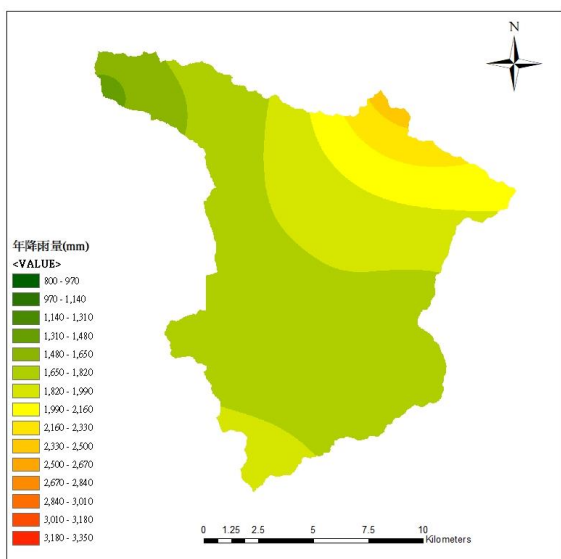 N
年降雨量(mm)
<VALUE>
800 - 970
970 - 1,140
1,140 - 1,310
1,310 - 1,480
1,480 - 1,650
1,650 - 1,820
1,820 - 1,990
1,990 - 2,160
2,160 - 2,330
2,330 - 2,500
2,500 - 2,670
2,670 - 2,840
2,840 - 3,010
3,010 - 3,180
3,180 - 3,350
0 1.25 2.5 5 7.5 10
Kilometers